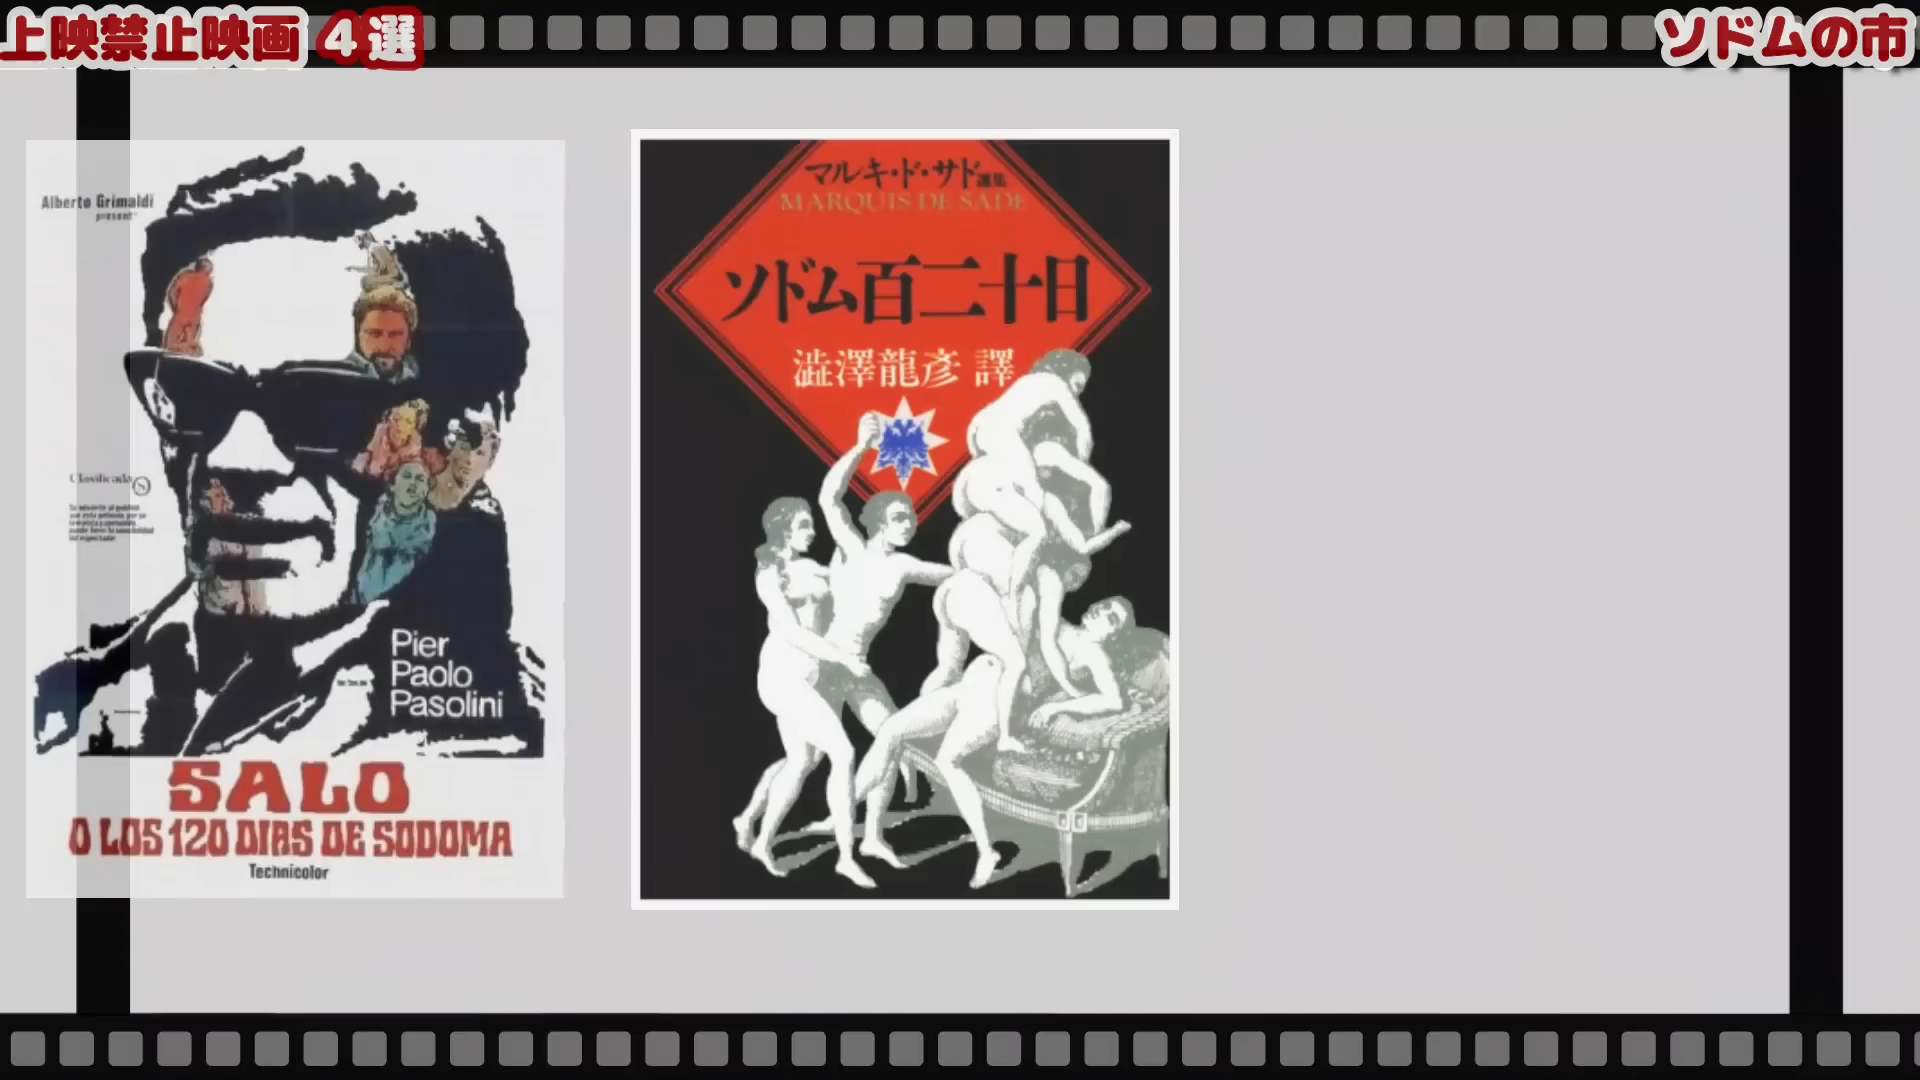 上映禁止映画 4選
ソドムの市
Alberto Grimaldi
present
Clasificada S
Pier
Paolo
Pasolini
SALO
O LOS 120 DIAS DE SODOMA
Technicolor
マルキ・ド・サド選集
MARQUIS DE SADE
ソドム百二十日
澁澤龍彦 譯